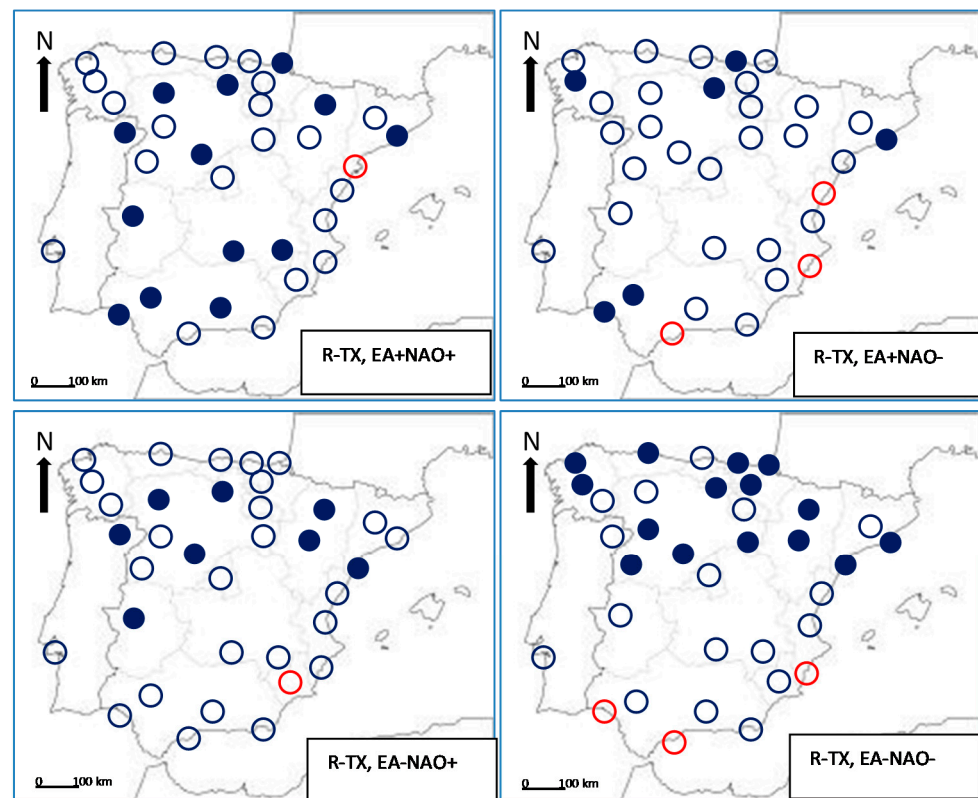 N
N
R-TX, EA+NAO+
R-TX, EA+NAO-
0 100 km
0 100 km
N
N
R-TX, EA-NAO+
R-TX, EA-NAO-
0 100 km
0 100 km